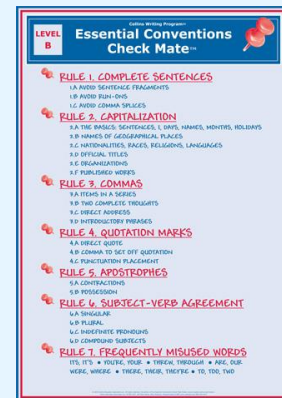 Collins Writing Program™
LEVEL
B
Essential Conventions
Check Mate™
RULE 1. COMPLETE SENTENCES
1.A AVOID SENTENCE FRAGMENTS
1.B AVOID RUN-ONS
1.C AVOID COMMA SPLICES
RULE 2. CAPITALIZATION
2.A THE BASICS: SENTENCES, I, DAYS, NAMES, MONTHS, HOLIDAYS
2.B NAMES OF GEOGRAPHICAL PLACES
2.C NATIONALITIES, RACES, RELIGIONS, LANGUAGES
2.D OFFICIAL TITLES
2.E ORGANIZATIONS
2.F PUBLISHED WORKS
RULE 3. COMMAS
3.A ITEMS IN A SERIES
3.B TWO COMPLETE THOUGHTS
3.C DIRECT ADDRESS
3.D INTRODUCTORY PHRASES
RULE 4. QUOTATION MARKS
4.A DIRECT QUOTE
4.B COMMA TO SET OFF QUOTATION
4.C PUNCTUATION PLACEMENT
RULE 5. APOSTROPHES
5.A CONTRACTIONS
5.B POSSESSION
RULE 6. SUBJECT-VERB AGREEMENT
6.A SINGULAR
6.B PLURAL
6.C INDEFINITE PRONOUNS
6.D COMPOUND SUBJECTS
RULE 7. FREQUENTLY MISUSED WORDS
ITS, IT'S • YOU'RE, YOUR • THREW, THROUGH • ARE, OUR
WERE, WHERE • THERE, THEIR, THEY'RE • TO, TOO, TWO